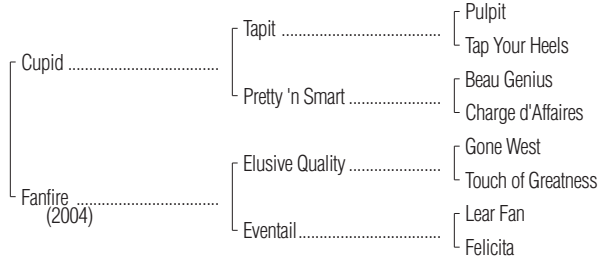 Pulpit
Tapit
Tap Your Heels
Cupid
Beau Genius
Pretty 'n Smart
Charge d'Affaires
Gone West
Elusive Quality
Touch of Greatness
Fanfire
(2004)
Lear Fan
Eventail
Felicita